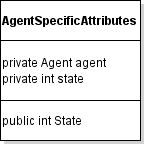 AgentSpecificAttributes
private Agent agent
private int state
public int State